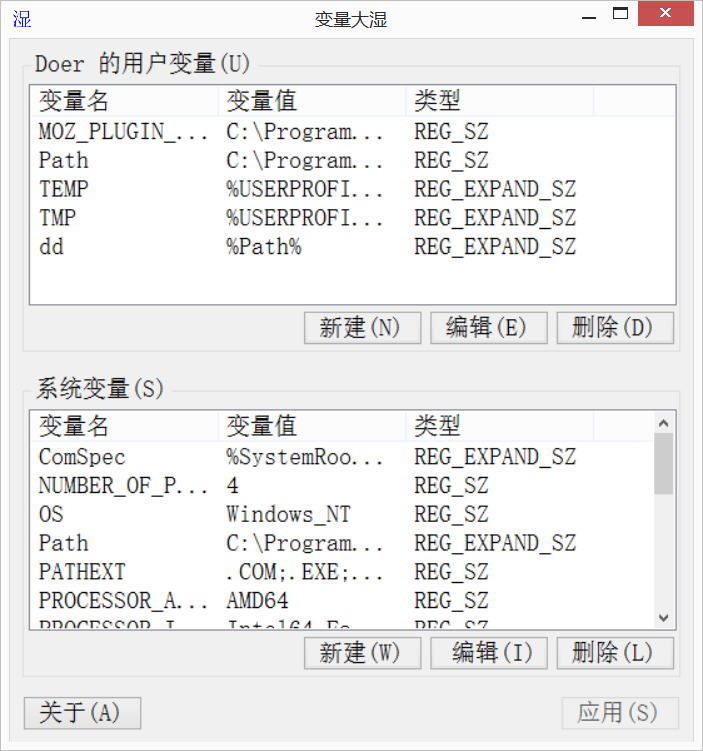 湿 变量大湿
Doer 的用户变量(U)
变量名 变量值 类型
MOZ_PLUGIN_... C:\Program... REG_SZ
Path C:\Program... REG_SZ
TEMP %USERPROFI... REG_EXPAND_SZ
TMP %USERPROFI... REG_EXPAND_SZ
dd %Path% REG_EXPAND_SZ
新建(N) 编辑(E) 删除(D)
系统变量(S)
变量名 变量值 类型
ComSpec %SystemRoo... REG_EXPAND_SZ
NUMBER_OF_P... 4 REG_SZ
OS Windows_NT REG_SZ
Path C:\Program... REG_EXPAND_SZ
PATHEXT .COM;.EXE;... REG_SZ
PROCESSOR_A... AMD64 REG_SZ
PROCESSOR_I... Intel64 Fa... REG_SZ
新建(W) 编辑(I) 删除(L)
关于(A) 应用(S)